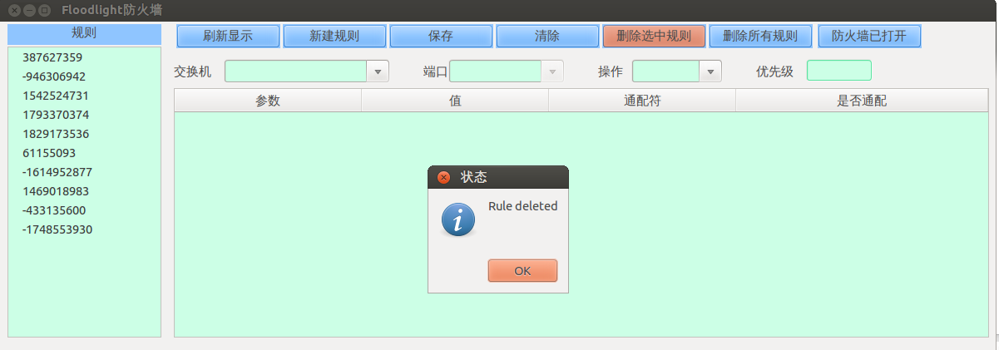 Floodlight防火墙
规则
刷新显示 新建规则 保存 清除 删除选中规则 删除所有规则 防火墙已打开
387627359
-946306942
1542524731
1793370374
1829173536
61155093
-1614952877
1469018983
-433135600
-1748553930
交换机 端口 操作 优先级
参数 值 通配符 是否通配
状态
Rule deleted
OK